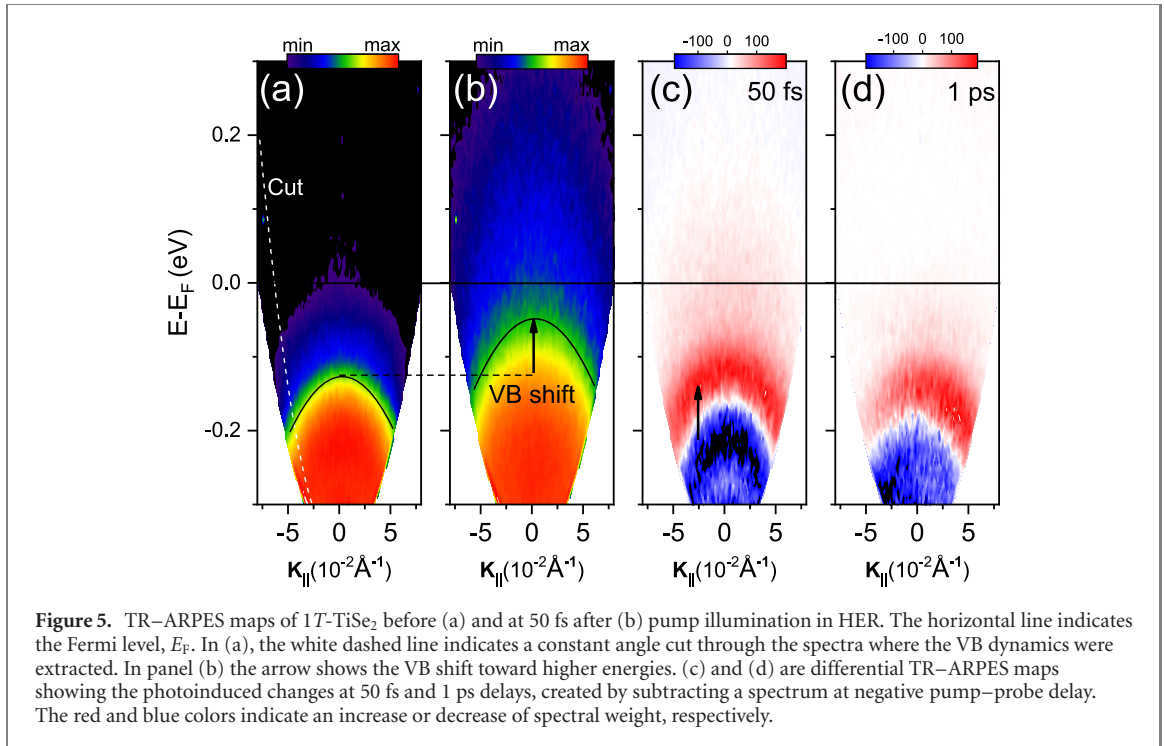 min max
min max
-100 0 100
-100 0 100
(a)
(b)
(c)
50 fs
(d)
1 ps
Cut
VB shift
E-E_F (eV)
0.2
0.0
-0.2
-5 0 5
-5 0 5
-5 0 5
-5 0 5
K_||(10⁻²Å⁻¹)
K_||(10⁻²Å⁻¹)
K_||(10⁻²Å⁻¹)
K_||(10⁻²Å⁻¹)
Figure 5. TR–ARPES maps of 1T-TiSe₂ before (a) and at 50 fs after (b) pump illumination in HER. The horizontal line indicates
the Fermi level, E_F. In (a), the white dashed line indicates a constant angle cut through the spectra where the VB dynamics were
extracted. In panel (b) the arrow shows the VB shift toward higher energies. (c) and (d) are differential TR–ARPES maps
showing the photoinduced changes at 50 fs and 1 ps delays, created by subtracting a spectrum at negative pump–probe delay.
The red and blue colors indicate an increase or decrease of spectral weight, respectively.